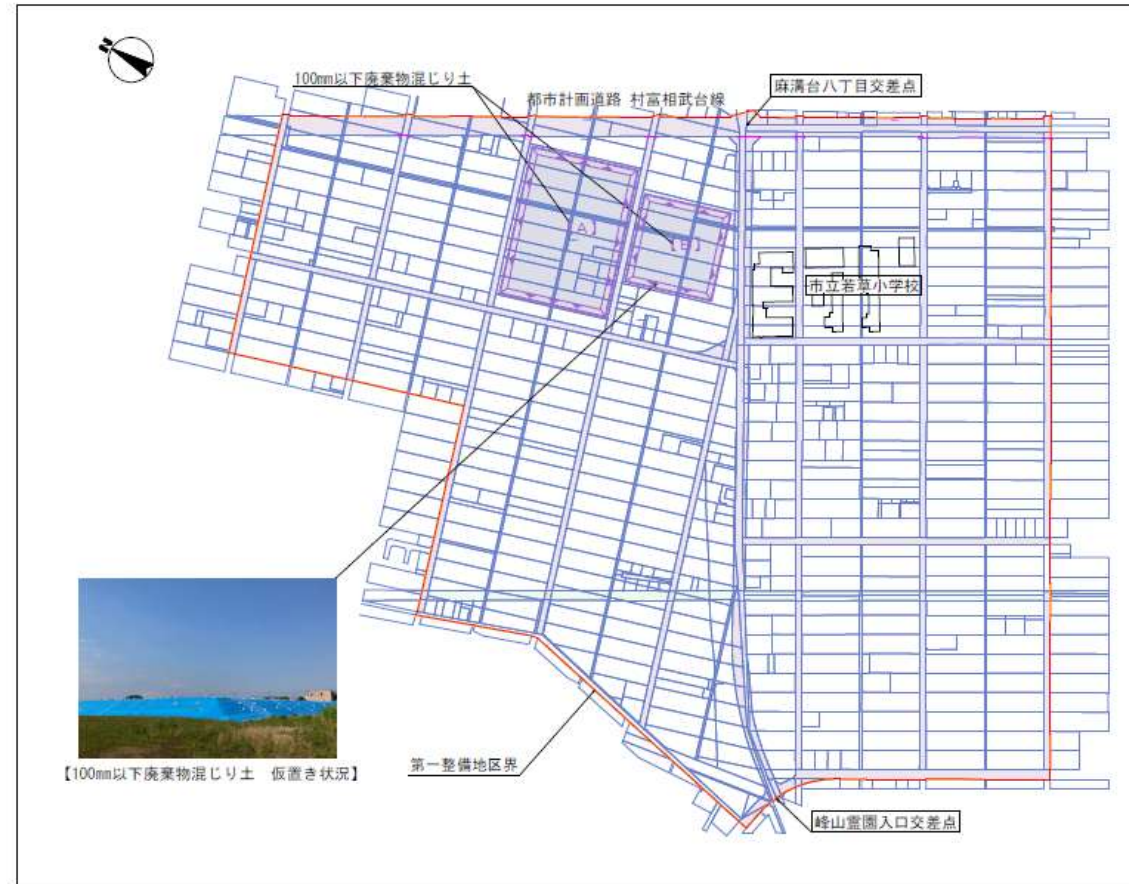 N
100mm以下廃棄物混じり土
都市計画道路 村富相武台線
麻溝台八丁目交差点
【A】
【B】
市立若草小学校
【100mm以下廃棄物混じり土 仮置き状況】
第一整備地区界
峰山霊園入口交差点